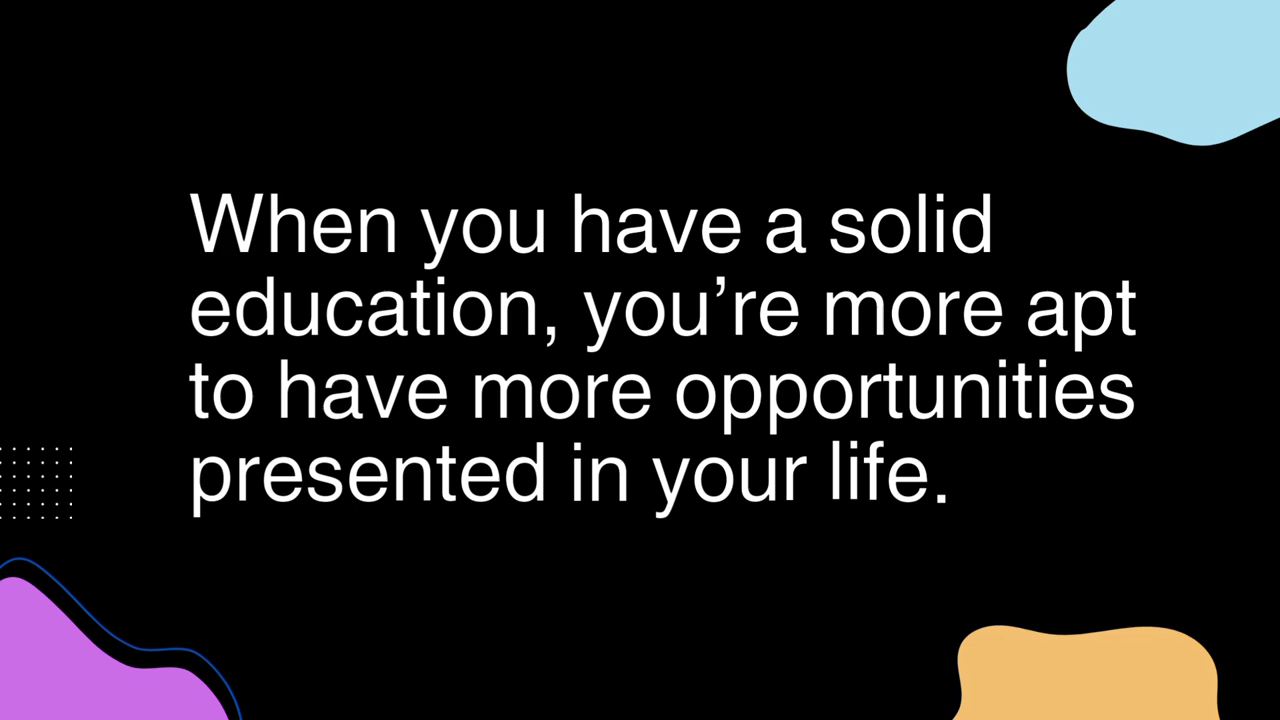 When you have a solid
education, you’re more apt
to have more opportunities
presented in your life.